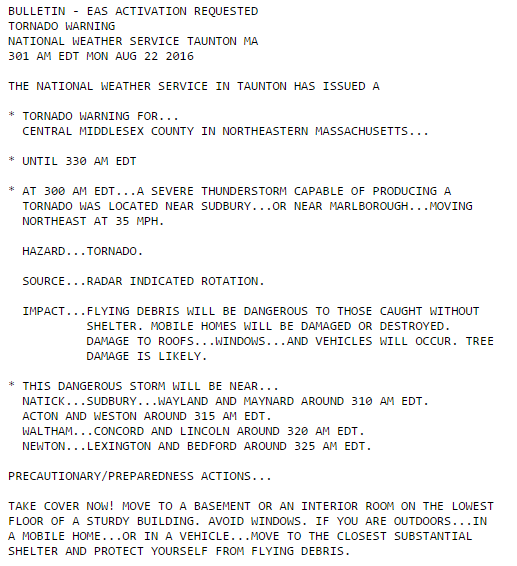 BULLETIN - EAS ACTIVATION REQUESTED
TORNADO WARNING
NATIONAL WEATHER SERVICE TAUNTON MA
301 AM EDT MON AUG 22 2016
THE NATIONAL WEATHER SERVICE IN TAUNTON HAS ISSUED A
* TORNADO WARNING FOR...
CENTRAL MIDDLESEX COUNTY IN NORTHEASTERN MASSACHUSETTS...
* UNTIL 330 AM EDT
* AT 300 AM EDT...A SEVERE THUNDERSTORM CAPABLE OF PRODUCING A
TORNADO WAS LOCATED NEAR SUDBURY...OR NEAR MARLBOROUGH...MOVING
NORTHEAST AT 35 MPH.
HAZARD...TORNADO.
SOURCE...RADAR INDICATED ROTATION.
IMPACT...FLYING DEBRIS WILL BE DANGEROUS TO THOSE CAUGHT WITHOUT
SHELTER. MOBILE HOMES WILL BE DAMAGED OR DESTROYED.
DAMAGE TO ROOFS...WINDOWS...AND VEHICLES WILL OCCUR. TREE
DAMAGE IS LIKELY.
* THIS DANGEROUS STORM WILL BE NEAR...
NATICK...SUDBURY...WAYLAND AND MAYNARD AROUND 310 AM EDT.
ACTON AND WESTON AROUND 315 AM EDT.
WALTHAM...CONCORD AND LINCOLN AROUND 320 AM EDT.
NEWTON...LEXINGTON AND BEDFORD AROUND 325 AM EDT.
PRECAUTIONARY/PREPAREDNESS ACTIONS...
TAKE COVER NOW! MOVE TO A BASEMENT OR AN INTERIOR ROOM ON THE LOWEST
FLOOR OF A STURDY BUILDING. AVOID WINDOWS. IF YOU ARE OUTDOORS...IN
A MOBILE HOME...OR IN A VEHICLE...MOVE TO THE CLOSEST SUBSTANTIAL
SHELTER AND PROTECT YOURSELF FROM FLYING DEBRIS.